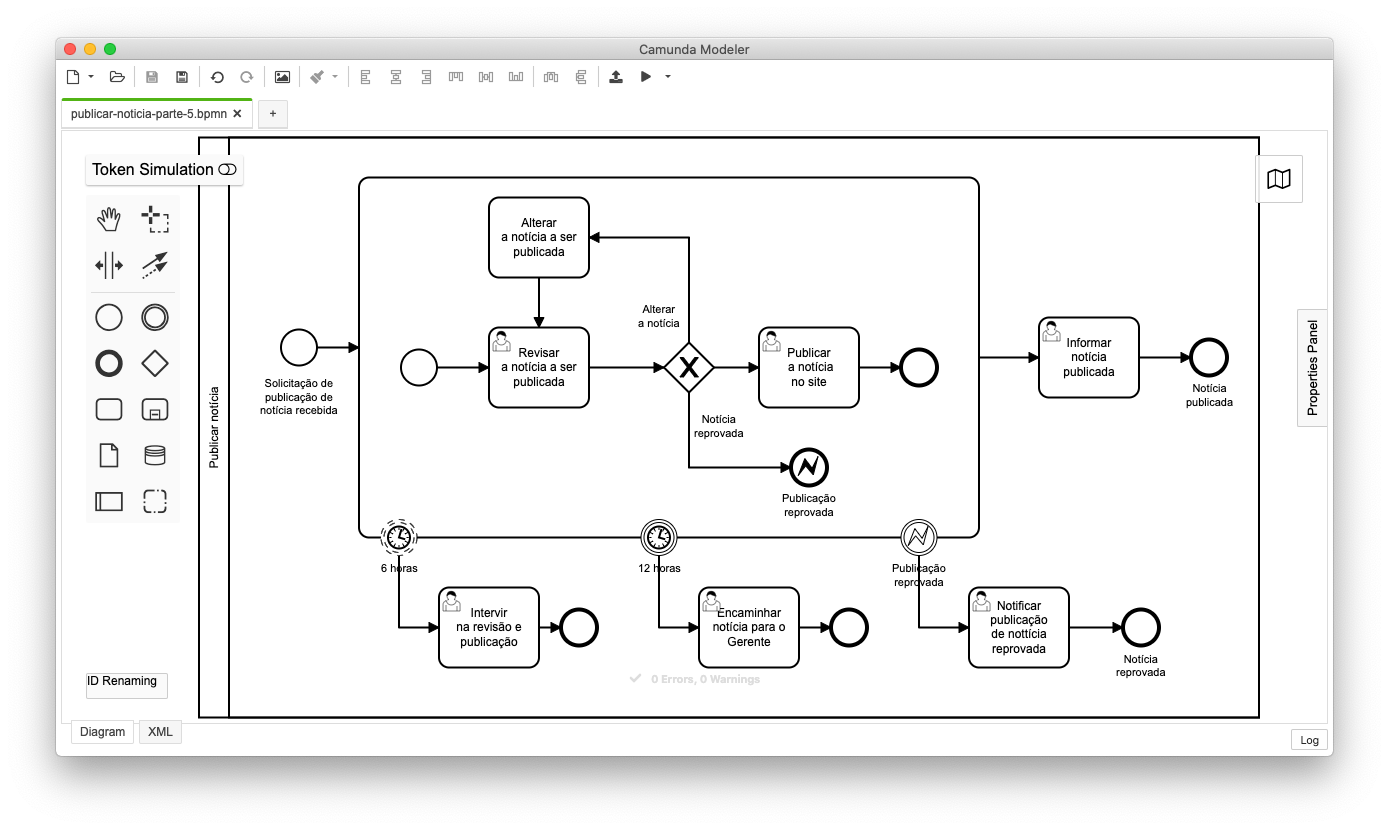 Camunda Modeler
publicar-noticia-parte-5.bpmn
+
Token Simulation
Publicar notícia
Solicitação de
publicação de
notícia recebida
Alterar
a notícia a ser
publicada
Revisar
a notícia a ser
publicada
Alterar
a notícia
Notícia
reprovada
Publicar
a notícia
no site
Publicação
reprovada
Informar
notícia
publicada
Notícia
publicada
6 horas
12 horas
Publicação
reprovada
Intervir
na revisão e
publicação
Encaminhar
notícia para o
Gerente
Notificar
publicação
de nottícia
reprovada
Notícia
reprovada
Properties Panel
ID Renaming
0 Errors, 0 Warnings
Diagram
XML
Log